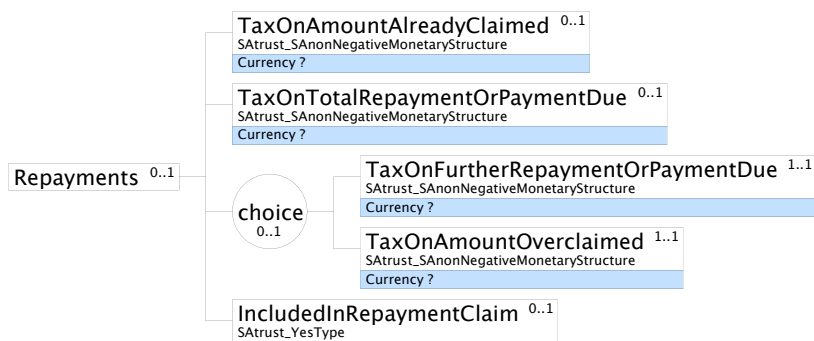 TaxOnAmountAlreadyClaimed 0..1
SAtrust_SAnonNegativeMonetaryStructure
Currency ?
TaxOnTotalRepaymentOrPaymentDue 0..1
SAtrust_SAnonNegativeMonetaryStructure
Currency ?
Repayments 0..1
choice
0..1
TaxOnFurtherRepaymentOrPaymentDue 1..1
SAtrust_SAnonNegativeMonetaryStructure
Currency ?
TaxOnAmountOverclaimed 1..1
SAtrust_SAnonNegativeMonetaryStructure
Currency ?
IncludedInRepaymentClaim 0..1
SAtrust_YesType